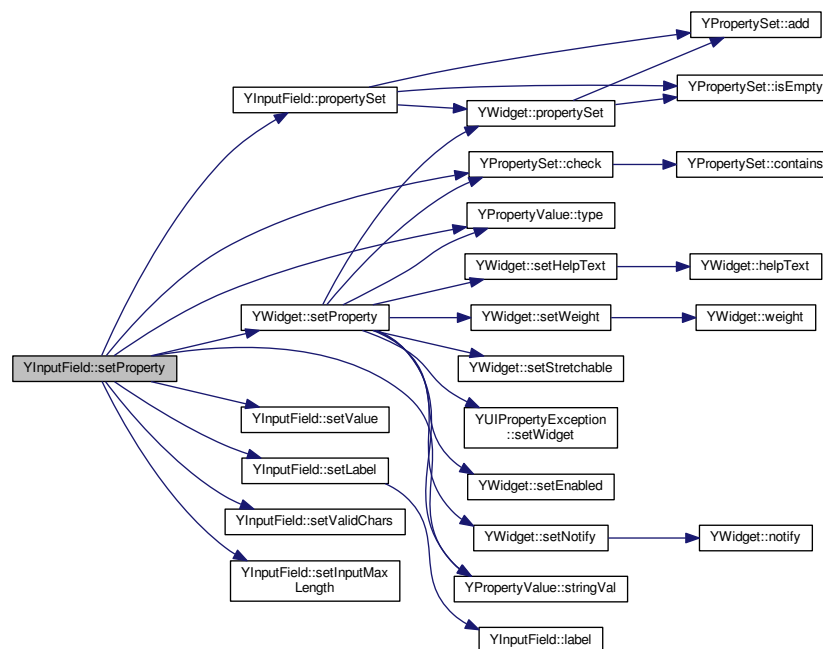 YPropertySet::add
YInputField::propertySet
YPropertySet::isEmpty
YWidget::propertySet
YPropertySet::check
YPropertySet::contains
YPropertyValue::type
YWidget::setHelpText
YWidget::helpText
YWidget::setProperty
YWidget::setWeight
YWidget::weight
YInputField::setProperty
YWidget::setStretchable
YInputField::setValue
YUIPropertyException
::setWidget
YInputField::setLabel
YWidget::setEnabled
YInputField::setValidChars
YWidget::setNotify
YWidget::notify
YInputField::setInputMax
Length
YPropertyValue::stringVal
YInputField::label